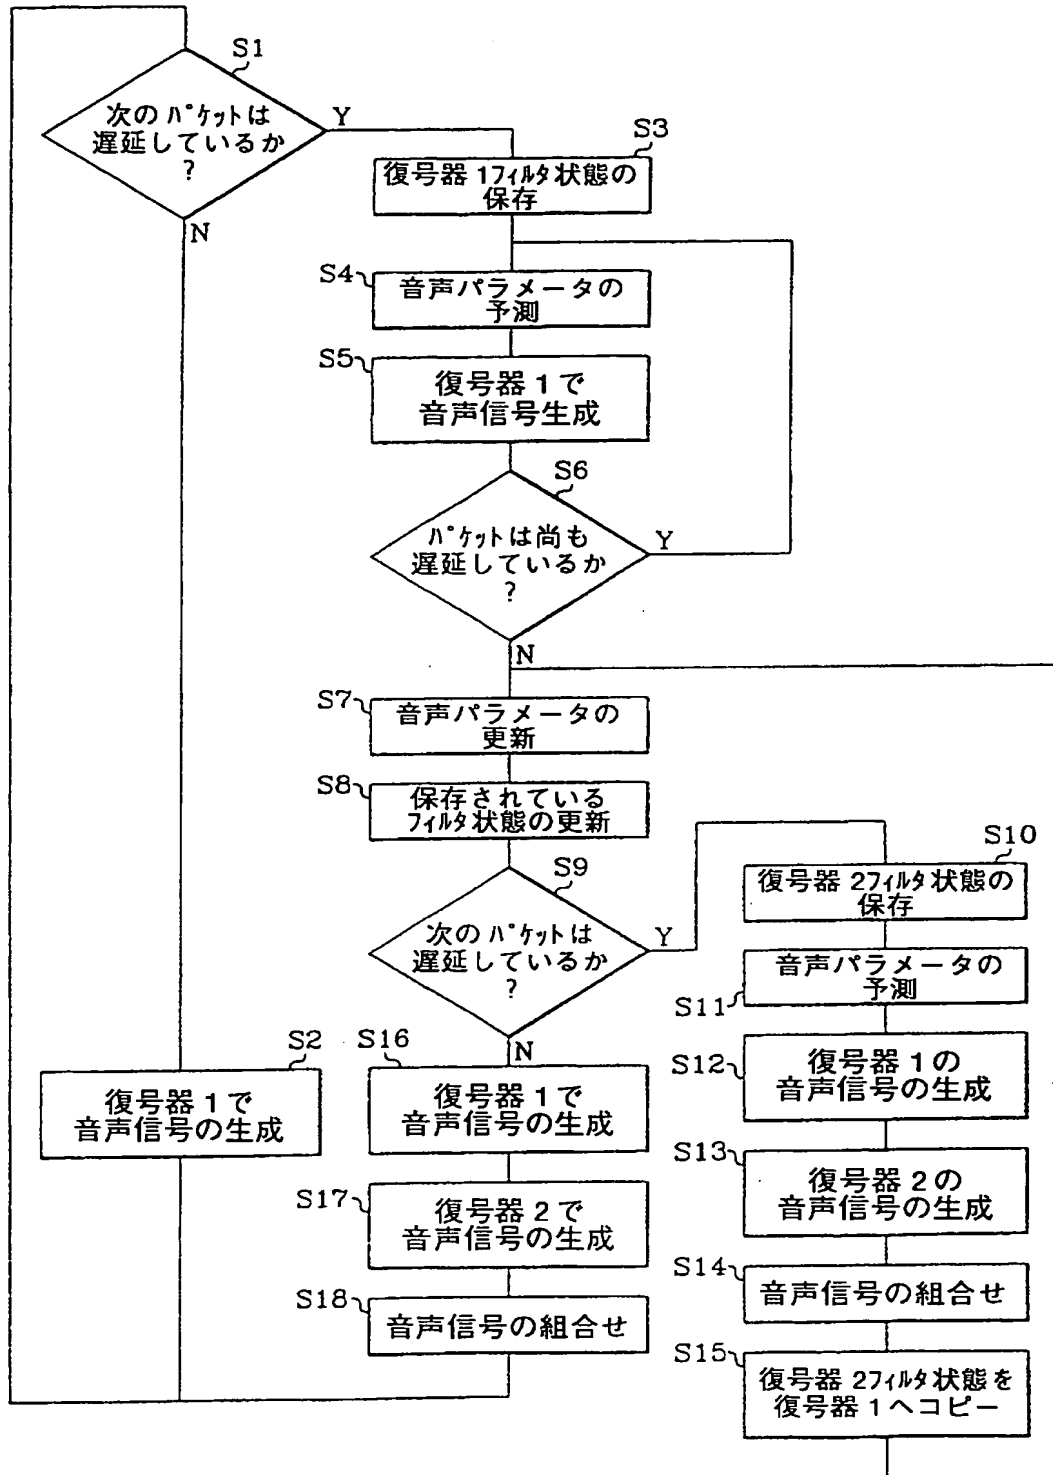 S1
次のパケットは
遅延しているか
?
Y
N
S3
復号器1フィルタ状態の
保存
S4
音声パラメータの
予測
S5
復号器1で
音声信号生成
S6
パケットは尚も
遅延しているか
?
Y
N
S7
音声パラメータの
更新
S8
保存されている
フィルタ状態の更新
S9
次のパケットは
遅延しているか
?
Y
N
S10
復号器2フィルタ状態の
保存
S11
音声パラメータの
予測
S12
復号器1の
音声信号の生成
S13
復号器2の
音声信号の生成
S14
音声信号の組合せ
S15
復号器2フィルタ状態を
復号器1へコピー
S2
復号器1で
音声信号の生成
S16
復号器1で
音声信号の生成
S17
復号器2で
音声信号の生成
S18
音声信号の組合せ